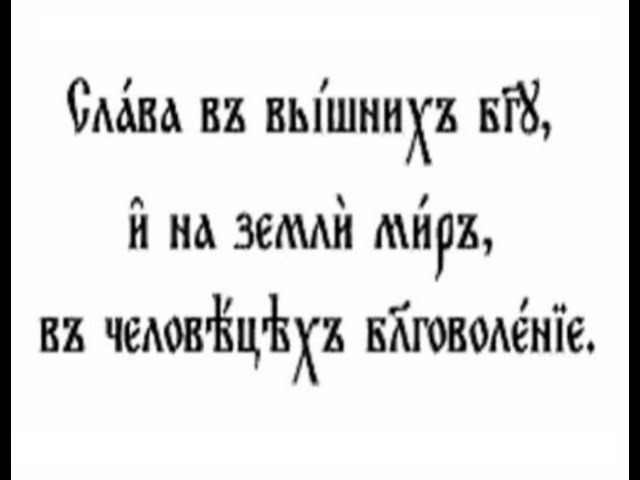 Сла́ва въ вы́шнихъ бг҃ꙋ,
и҆̑ на землѝ ми́ръ,
въ человѣ́цѣхъ бл҃говоле́нїе.